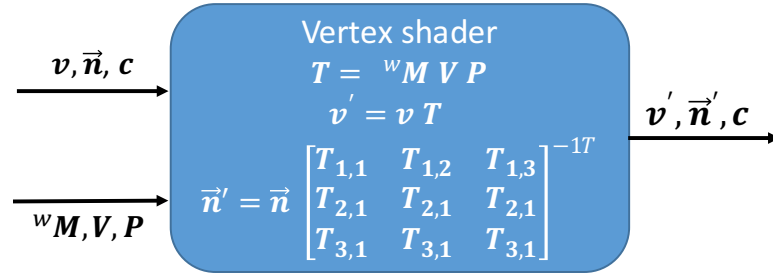 Vertex shader
T = ʷM V P
v′ = v T
n⃗′ = n⃗ [T₁,₁ T₁,₂ T₁,₃
T₂,₁ T₂,₁ T₂,₁
T₃,₁ T₃,₁ T₃,₁]⁻¹ᵀ
v, n⃗, c
ʷM, V, P
v′, n⃗′, c